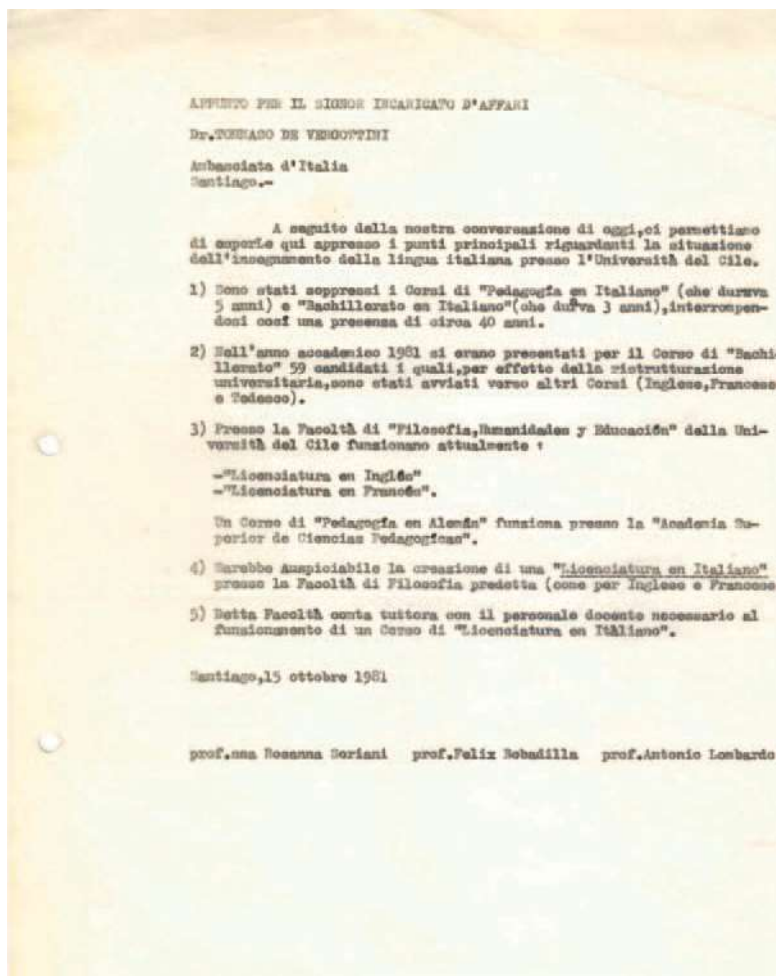 APPUNTO PER IL SIGNOR INCARICATO D'AFFARI
Dr.TOMMASO DE VERGOTTINI
Ambasciata d'Italia
Santiago.-
A seguito della nostra conversazione di oggi,ci permettiamo
di esporLe qui appresso i punti principali riguardanti la situazione
dell'insegnamento della lingua italiana presso l'Università del Cile.
1) Sono stati soppressi i Corsi di "Pedagogía en Italiano" (che durava
5 anni) e "Bachillerato en Italiano"(che durva 3 anni),interrompen-
dosi così una presenza di circa 40 anni.
2) Nell'anno accademico 1981 si erano presentati per il Corso di "Bachi
llerato" 59 candidati i quali,per effetto della ristrutturazione
universitaria,sono stati avviati verso altri Corsi (Inglese,Francese
e Tedesco).
3) Presso la Facoltà di "Filosofia,Humanidades y Educación" della Uni-
versità del Cile funzionano attualmente :
-"Licenciatura en Inglés"
-"Licenciatura en Francés".
Un Corso di "Pedagogía en Alemán" funziona presso la "Academia Su-
perior de Ciencias Pedagogícas".
4) Sarebbe Auspiciabile la creazione di una "Licenciatura en Italiano"
presso la Facoltà di Filosofia predetta (come per Inglese e Francese
5) Detta Facoltà conta tuttora con il personale docente necessario al
funzionamento di un Corso di "Licenciatura en Itàliano".
Santiago,15 ottobre 1981
prof.ssa Rosanna Soriani prof.Felix Bobadilla prof.Antonio Lombardo